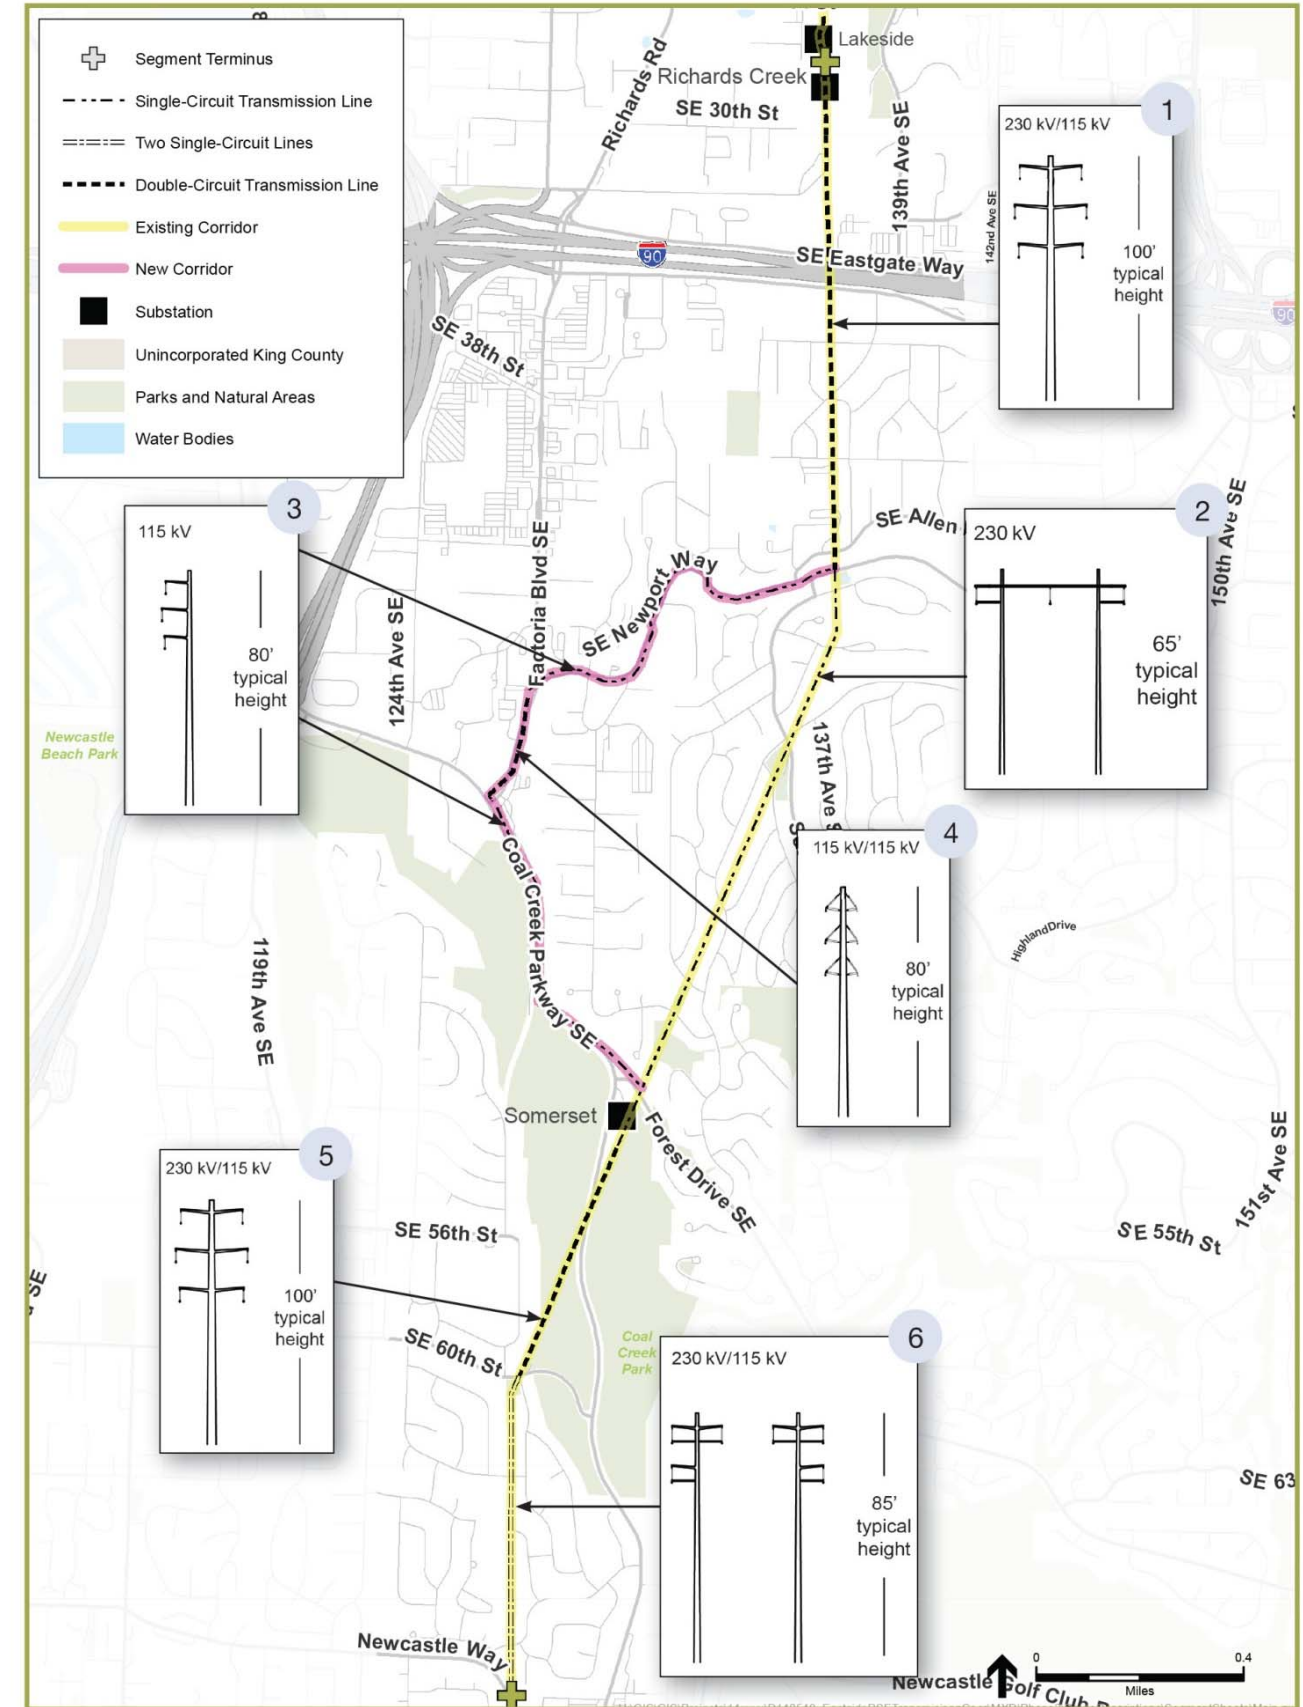 Segment Terminus
Single-Circuit Transmission Line
Two Single-Circuit Lines
Double-Circuit Transmission Line
Existing Corridor
New Corridor
Substation
Unincorporated King County
Parks and Natural Areas
Water Bodies
Lakeside
Richards Creek
SE 30th St
Richards Rd
139th Ave SE
142nd Ave SE
SE Eastgate Way
90
90
1
230 kV/115 kV
100'
typical
height
SE 38th St
SE Allen
150th Ave SE
2
230 kV
65'
typical
height
3
115 kV
80'
typical
height
Factoria Blvd SE
124th Ave SE
SE Newport Way
Newcastle
Beach Park
137th Ave S
4
115 kV/115 kV
80'
typical
height
Coal Creek Parkway SE
119th Ave SE
Highland Drive
Somerset
Forest Drive SE
5
230 kV/115 kV
100'
typical
height
SE 56th St
SE 55th St
151st Ave SE
SE 60th St
Coal
Creek
Park
6
230 kV/115 kV
85'
typical
height
SE 63
Newcastle Way
Newcastle Golf Club
0
0.4
Miles